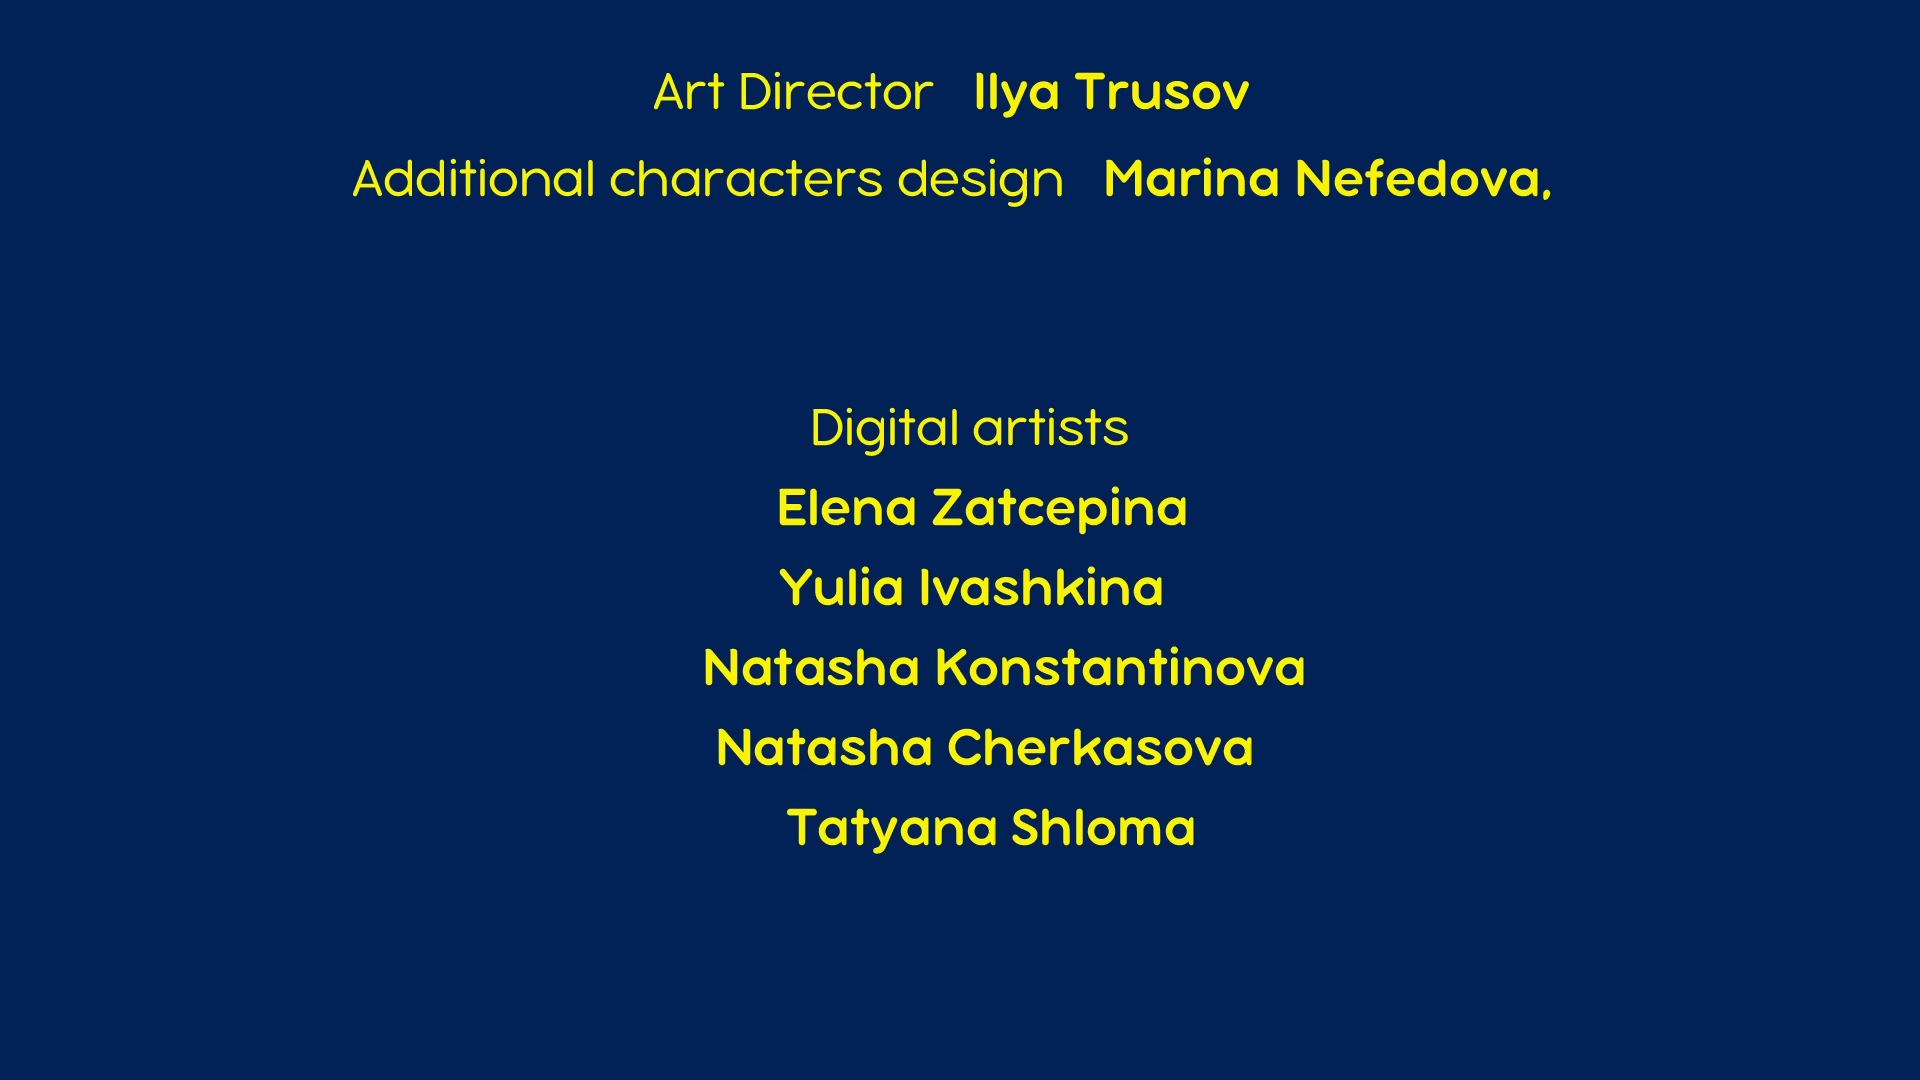 Art Director Ilya Trusov
Additional characters design Marina Nefedova,
Digital artists
Elena Zatcepina
Yulia Ivashkina
Natasha Konstantinova
Natasha Cherkasova
Tatyana Shloma